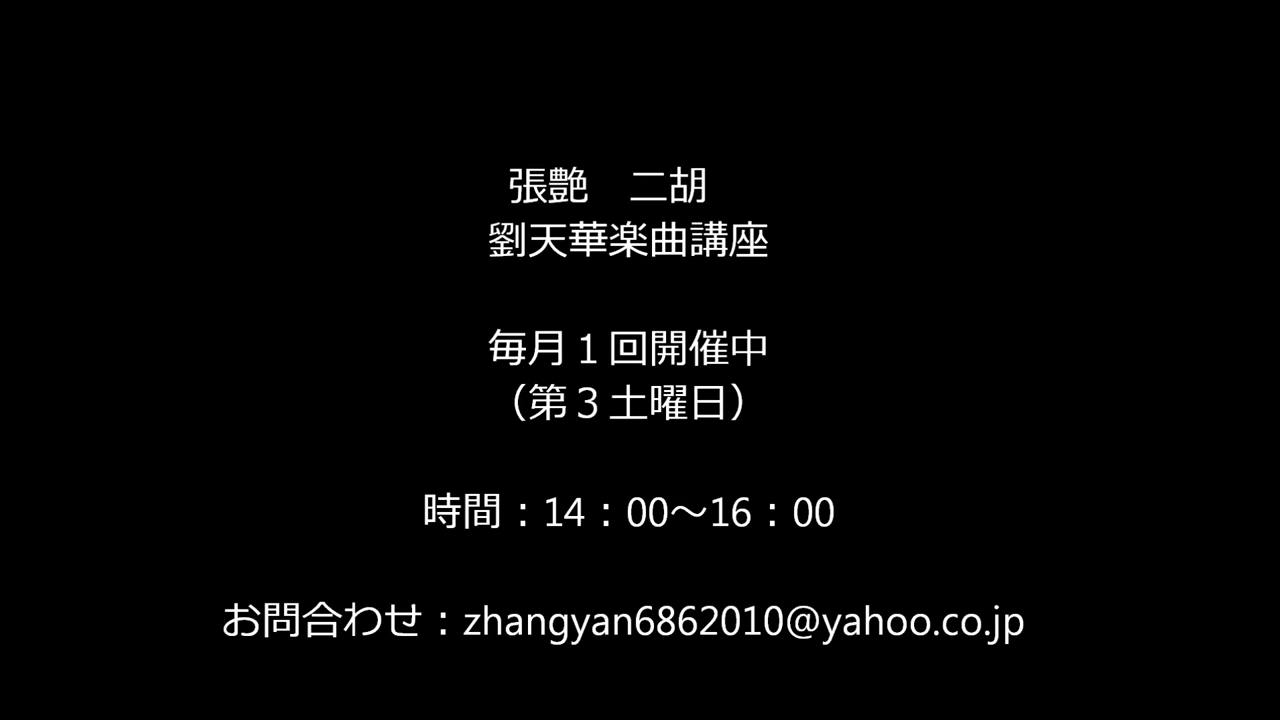 張艶　二胡
劉天華楽曲講座
毎月１回開催中
（第３土曜日）
時間：14：00～16：00
お問合わせ：zhangyan6862010@yahoo.co.jp